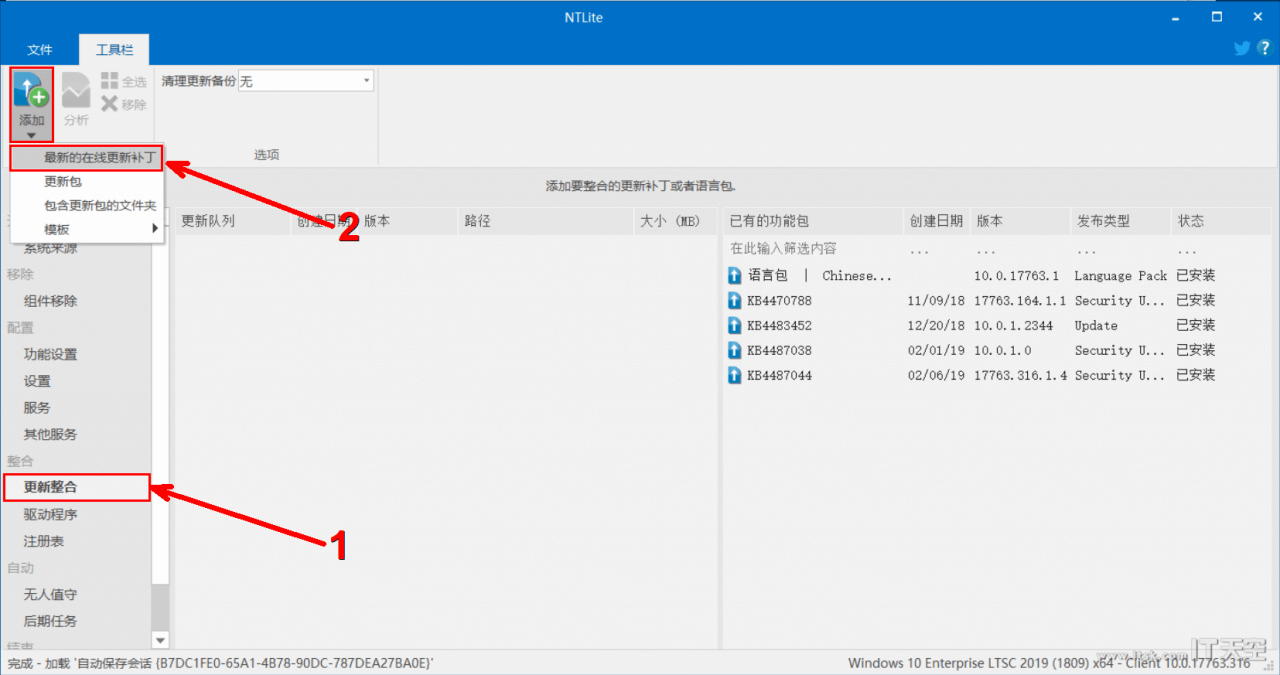 NTLite
文件
工具栏
添加
分析
全选
移除
清理更新备份 无
选项
最新的在线更新补丁
更新包
包含更新包的文件夹
模板
2
添加要整合的更新补丁或者语言包.
系统来源
移除
组件移除
配置
功能设置
设置
服务
其他服务
整合
更新整合
驱动程序
注册表
自动
无人值守
后期任务
结束
1
更新队列 创建日期 版本 路径 大小 (MB)
已有的功能包 创建日期 版本 发布类型 状态
在此输入筛选内容 ... ... ... ...
语言包 | Chinese... 10.0.17763.1 Language Pack 已安装
KB4470788 11/09/18 17763.164.1.1 Security U... 已安装
KB4483452 12/20/18 10.0.1.2344 Update 已安装
KB4487038 02/01/19 10.0.1.0 Security U... 已安装
KB4487044 02/06/19 17763.316.1.4 Security U... 已安装
完成 - 加载 '自动保存会话 {B7DC1FE0-65A1-4B78-90DC-787DEA27BA0E}'
Windows 10 Enterprise LTSC 2019 (1809) x64 - Client 10.0.17763.316
IT天空